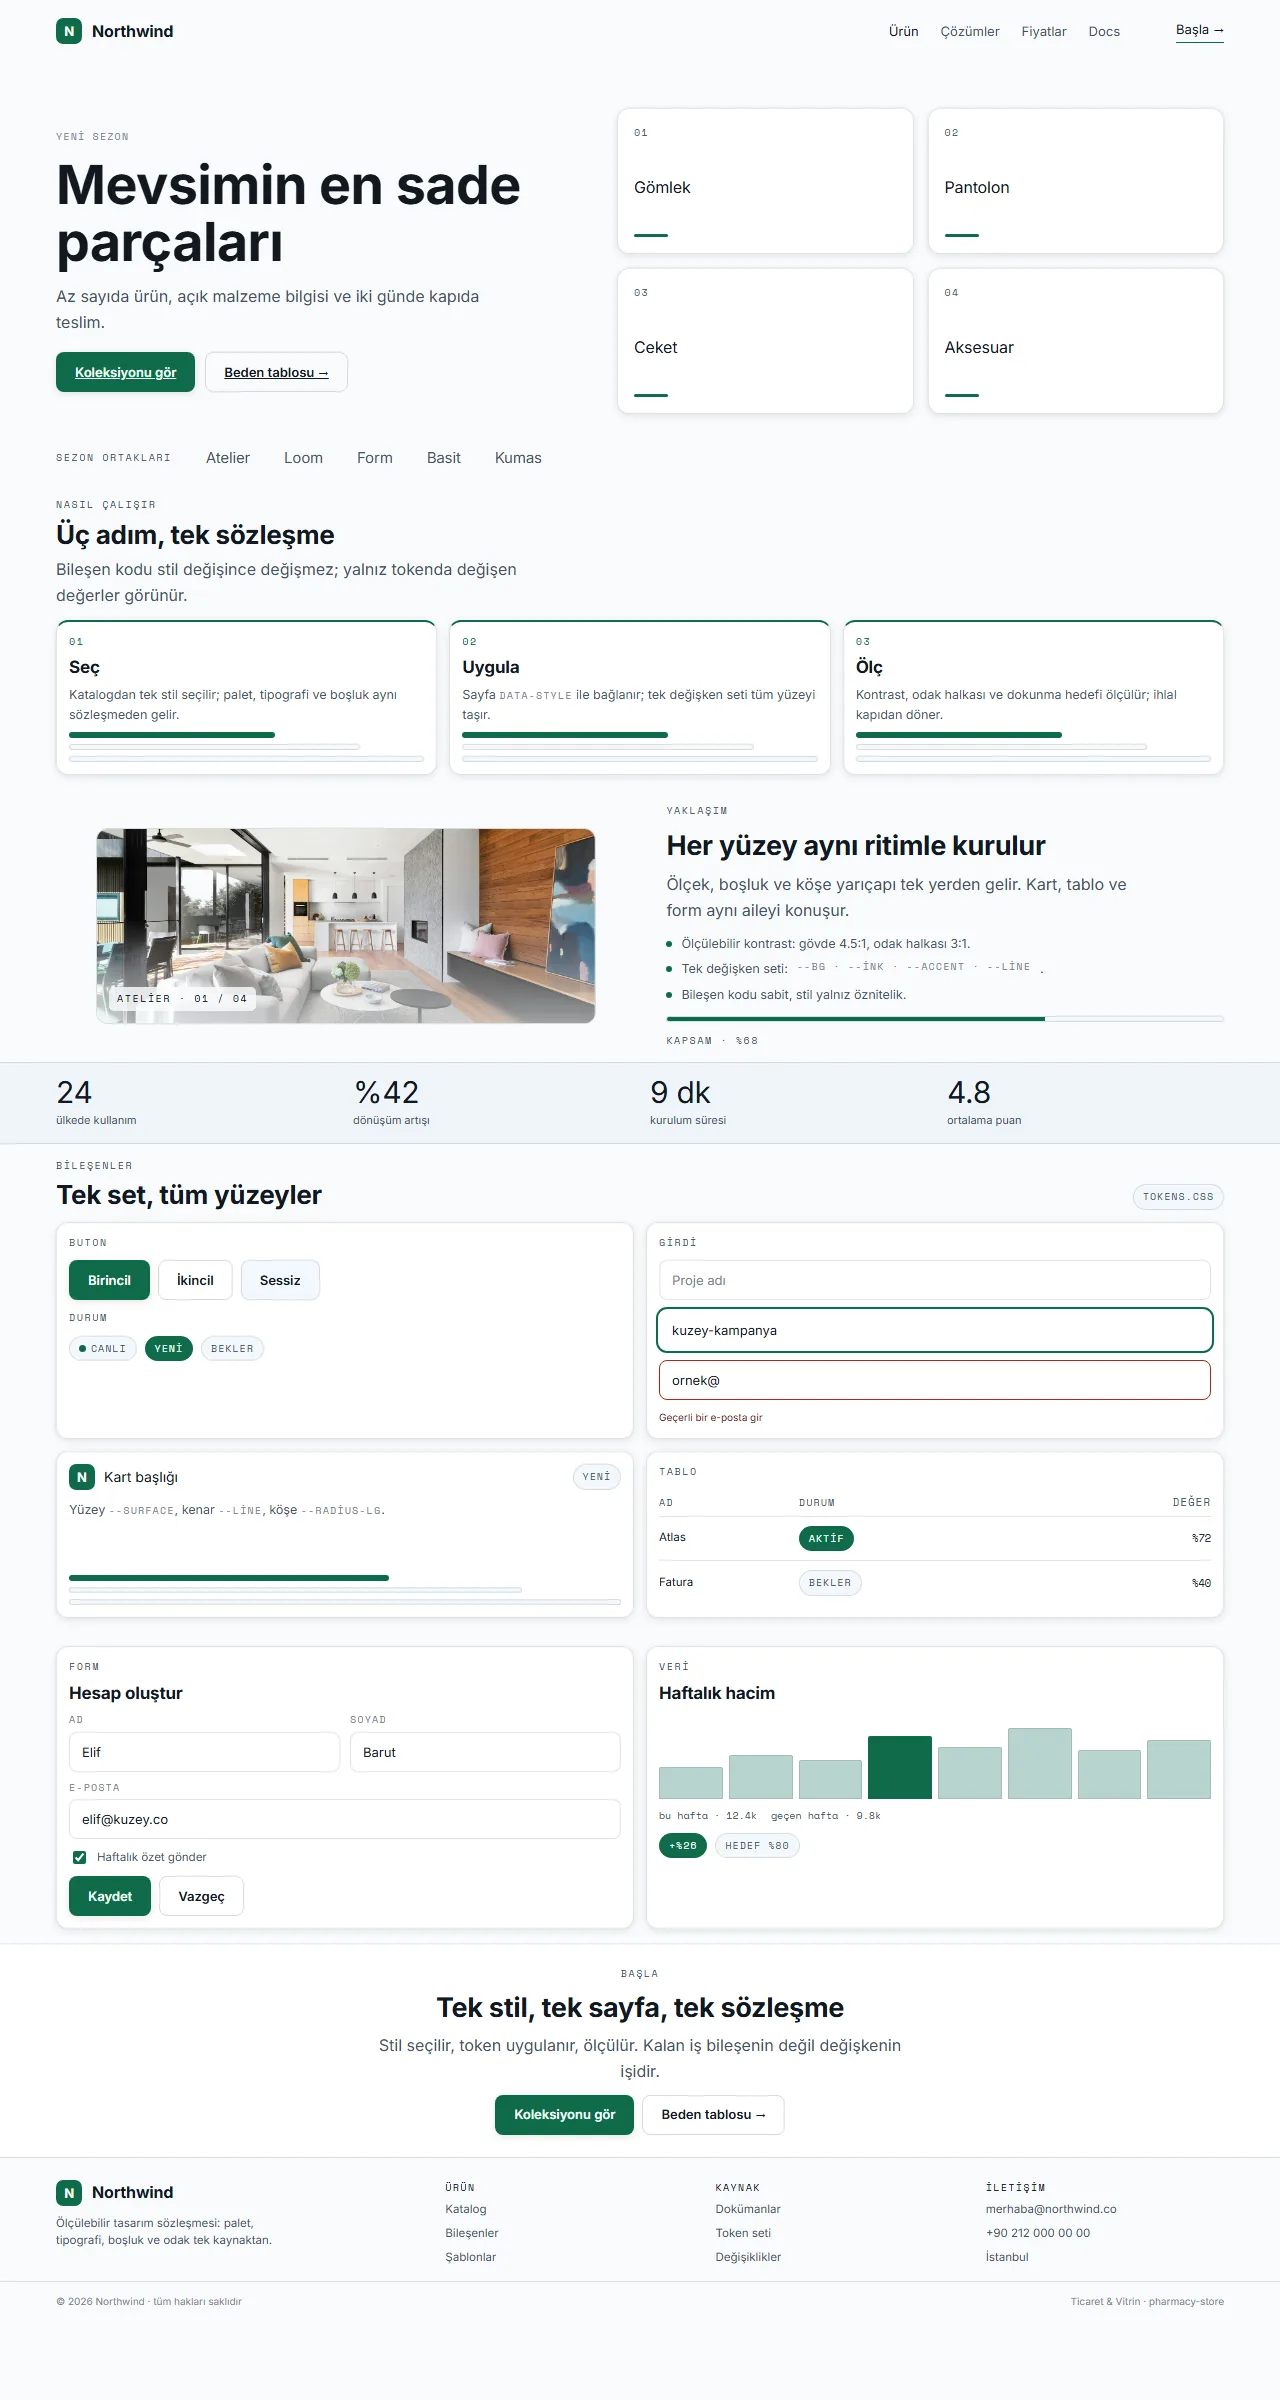 N Northwind
Ürün Çözümler Fiyatlar Docs Başla →
YENİ SEZON
Mevsimin en sade
parçaları
Az sayıda ürün, açık malzeme bilgisi ve iki günde kapıda
teslim.
Koleksiyonu gör Beden tablosu →
01
Gömlek
02
Pantolon
03
Ceket
04
Aksesuar
SEZON ORTAKLARI Atelier Loom Form Basit Kumas
NASIL ÇALIŞIR
Üç adım, tek sözleşme
Bileşen kodu stil değişince değişmez; yalnız tokenda değişen
değerler görünür.
01
Seç
Katalogdan tek stil seçilir; palet, tipografi ve boşluk aynı
sözleşmeden gelir.
02
Uygula
Sayfa DATA-STYLE ile bağlanır; tek değişken seti tüm yüzeyi
taşır.
03
Ölç
Kontrast, odak halkası ve dokunma hedefi ölçülür; ihlal
kapıdan döner.
ATELİER · 01 / 04
YAKLAŞIM
Her yüzey aynı ritimle kurulur
Ölçek, boşluk ve köşe yarıçapı tek yerden gelir. Kart, tablo ve
form aynı aileyi konuşur.
Ölçülebilir kontrast: gövde 4.5:1, odak halkası 3:1.
Tek değişken seti: --BG · --İNK · --ACCENT · --LİNE .
Bileşen kodu sabit, stil yalnız öznitelik.
KAPSAM · %68
24
ülkede kullanım
%42
dönüşüm artışı
9 dk
kurulum süresi
4.8
ortalama puan
BİLEŞENLER
Tek set, tüm yüzeyler
TOKENS.CSS
BUTON
Birincil İkincil Sessiz
DURUM
CANLI YENİ BEKLER
GİRDİ
Proje adı
kuzey-kampanya
ornek@
Geçerli bir e-posta gir
N Kart başlığı YENİ
Yüzey --SURFACE, kenar --LİNE, köşe --RADİUS-LG.
TABLO
AD DURUM DEĞER
Atlas AKTİF %72
Fatura BEKLER %40
FORM
Hesap oluştur
AD SOYAD
Elif Barut
E-POSTA
elif@kuzey.co
Haftalık özet gönder
Kaydet Vazgeç
VERİ
Haftalık hacim
bu hafta · 12.4k geçen hafta · 9.8k
+%26 HEDEF %80
BAŞLA
Tek stil, tek sayfa, tek sözleşme
Stil seçilir, token uygulanır, ölçülür. Kalan iş bileşenin değil değişkenin
işidir.
Koleksiyonu gör Beden tablosu →
N Northwind
Ölçülebilir tasarım sözleşmesi: palet,
tipografi, boşluk ve odak tek kaynaktan.
ÜRÜN
Katalog
Bileşenler
Şablonlar
KAYNAK
Dokümanlar
Token seti
Değişiklikler
İLETİŞİM
merhaba@northwind.co
+90 212 000 00 00
İstanbul
© 2026 Northwind · tüm hakları saklıdır
Ticaret & Vitrin · pharmacy-store